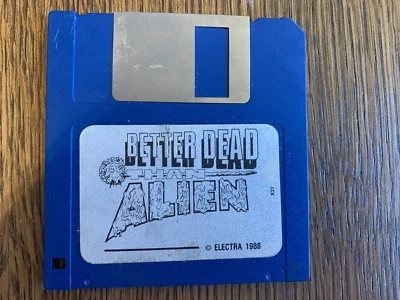 BETTER DEAD
THAN
ALIEN
© ELECTRA 1988